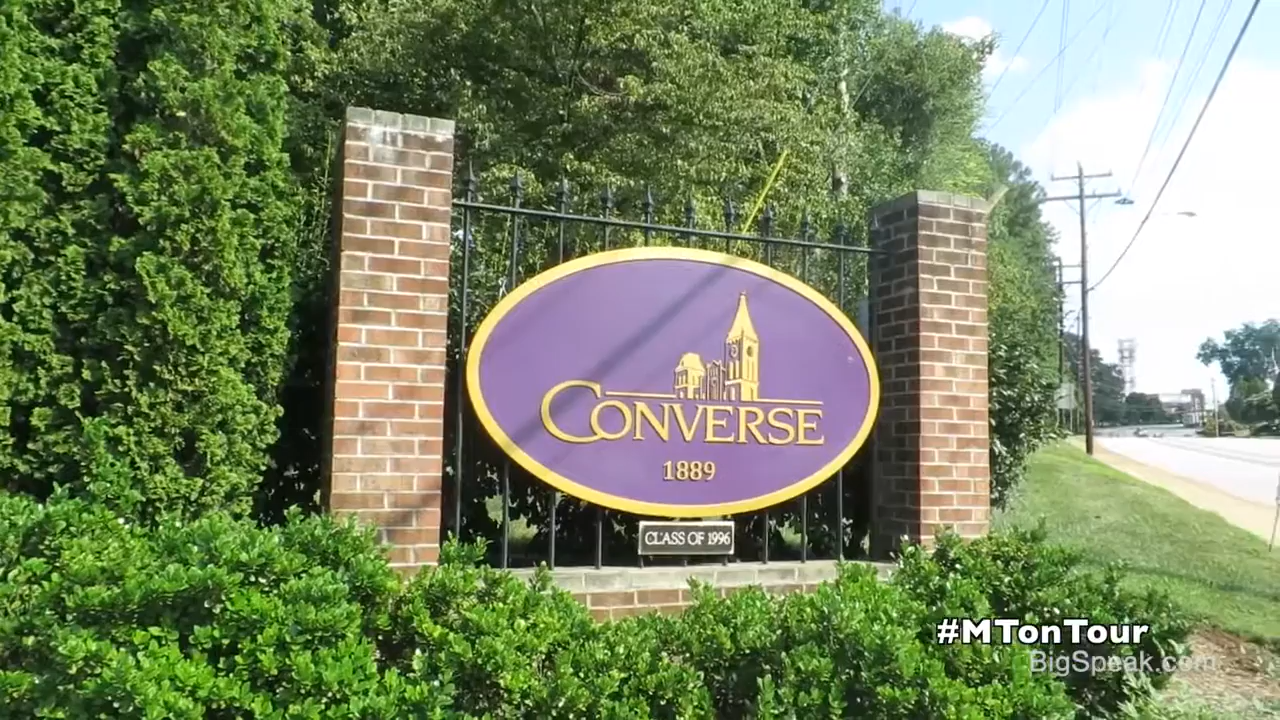 CONVERSE
1889
CLASS OF 1996
#MTonTour
BigSpeak.com